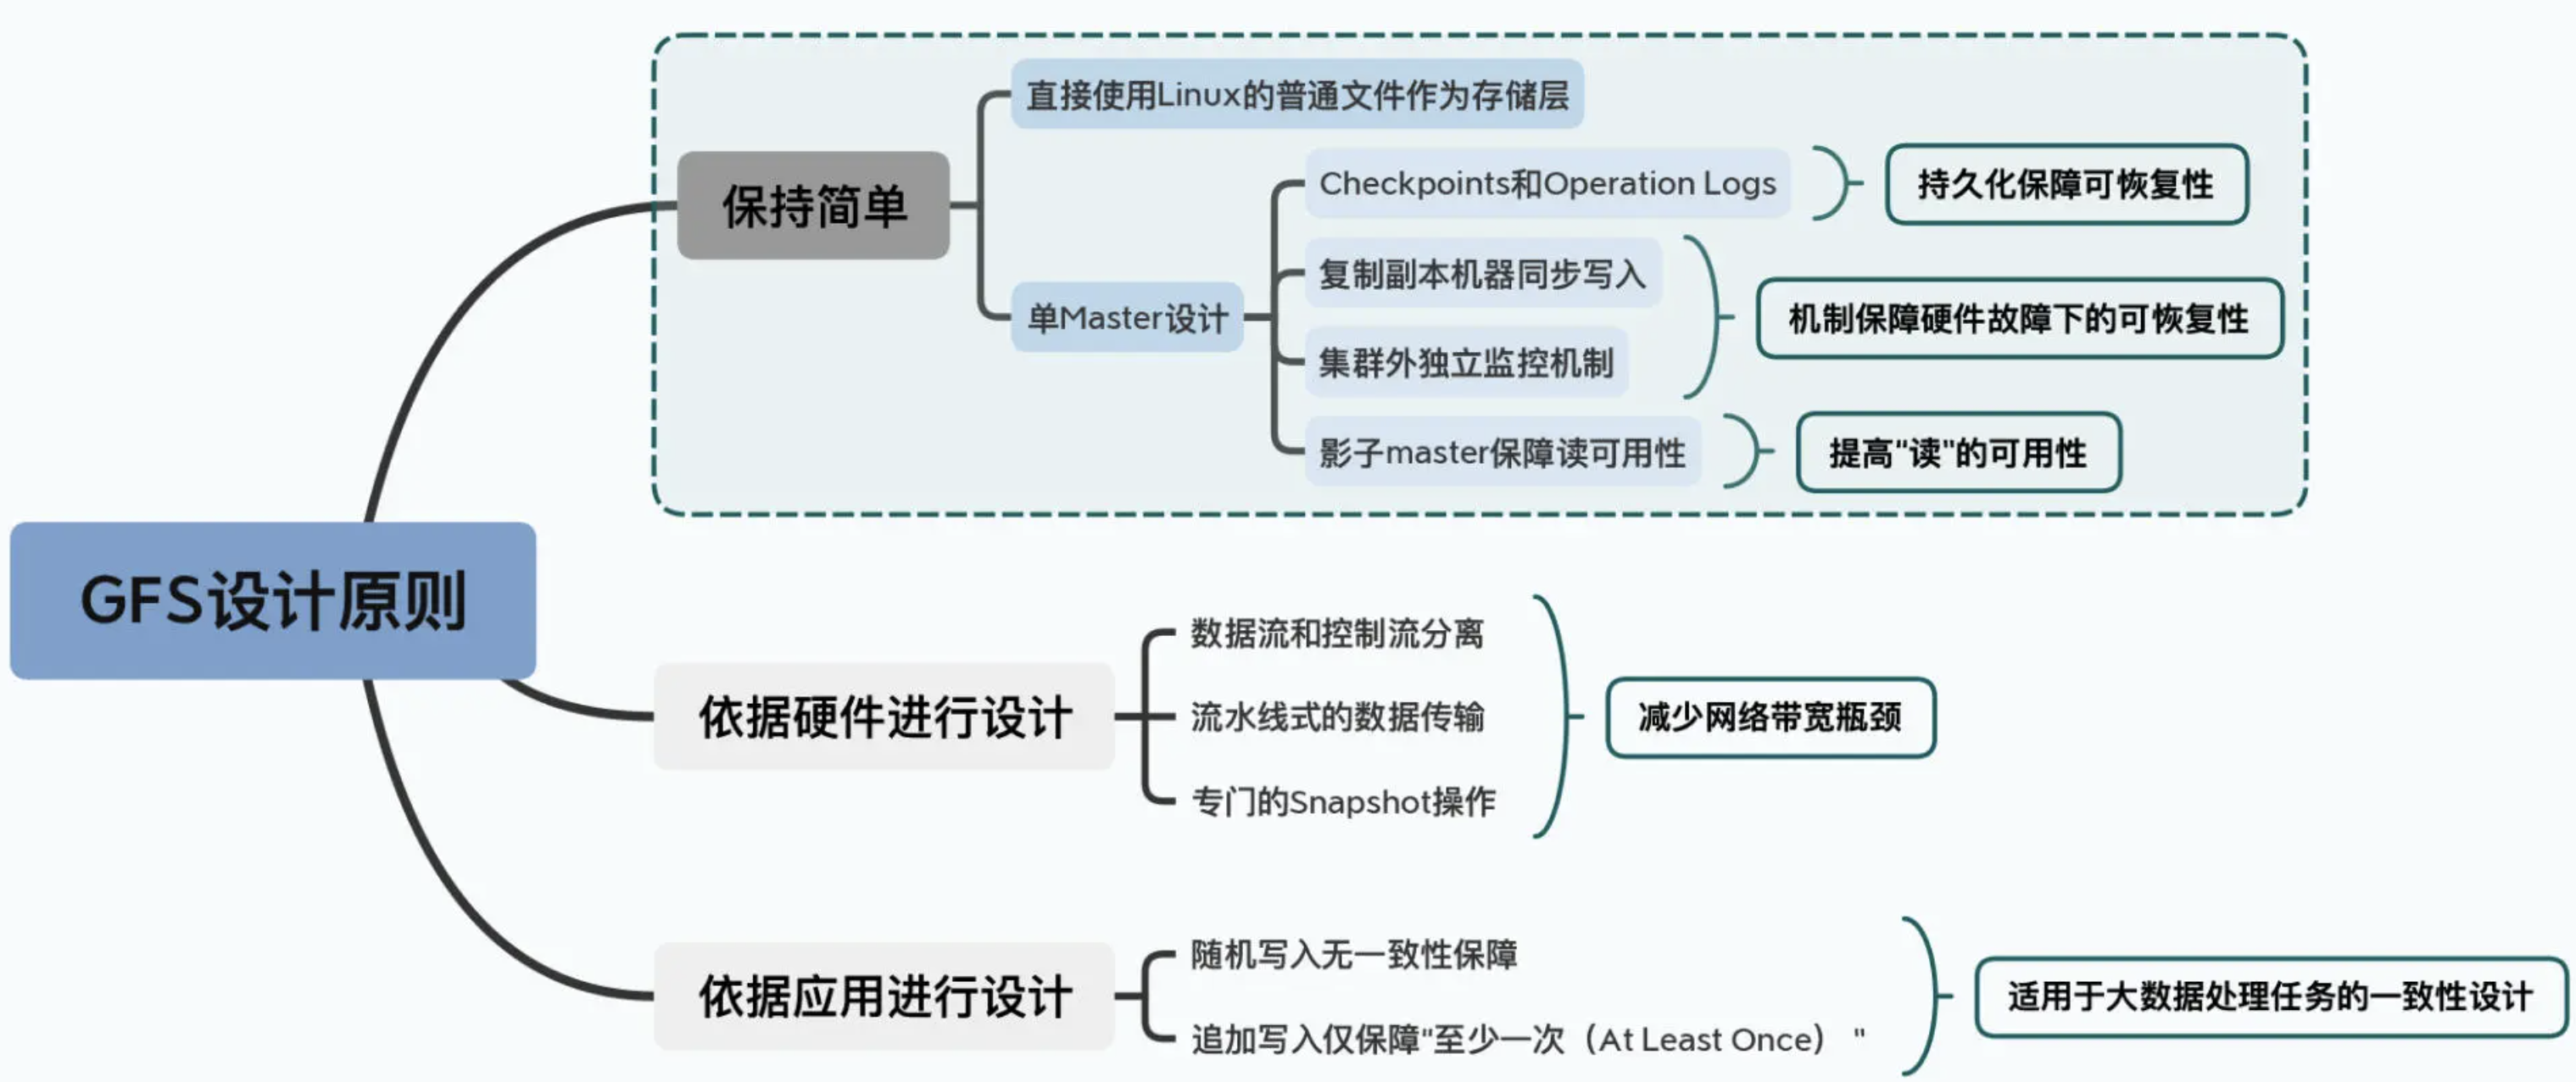 直接使用Linux的普通文件作为存储层
Checkpoints和Operation Logs
持久化保障可恢复性
保持简单
复制副本机器同步写入
单Master设计
机制保障硬件故障下的可恢复性
集群外独立监控机制
影子master保障读可用性
提高“读”的可用性
GFS设计原则
数据流和控制流分离
依据硬件进行设计
流水线式的数据传输
减少网络带宽瓶颈
专门的Snapshot操作
随机写入无一致性保障
依据应用进行设计
适用于大数据处理任务的一致性设计
追加写入仅保障"至少一次（At Least Once） "